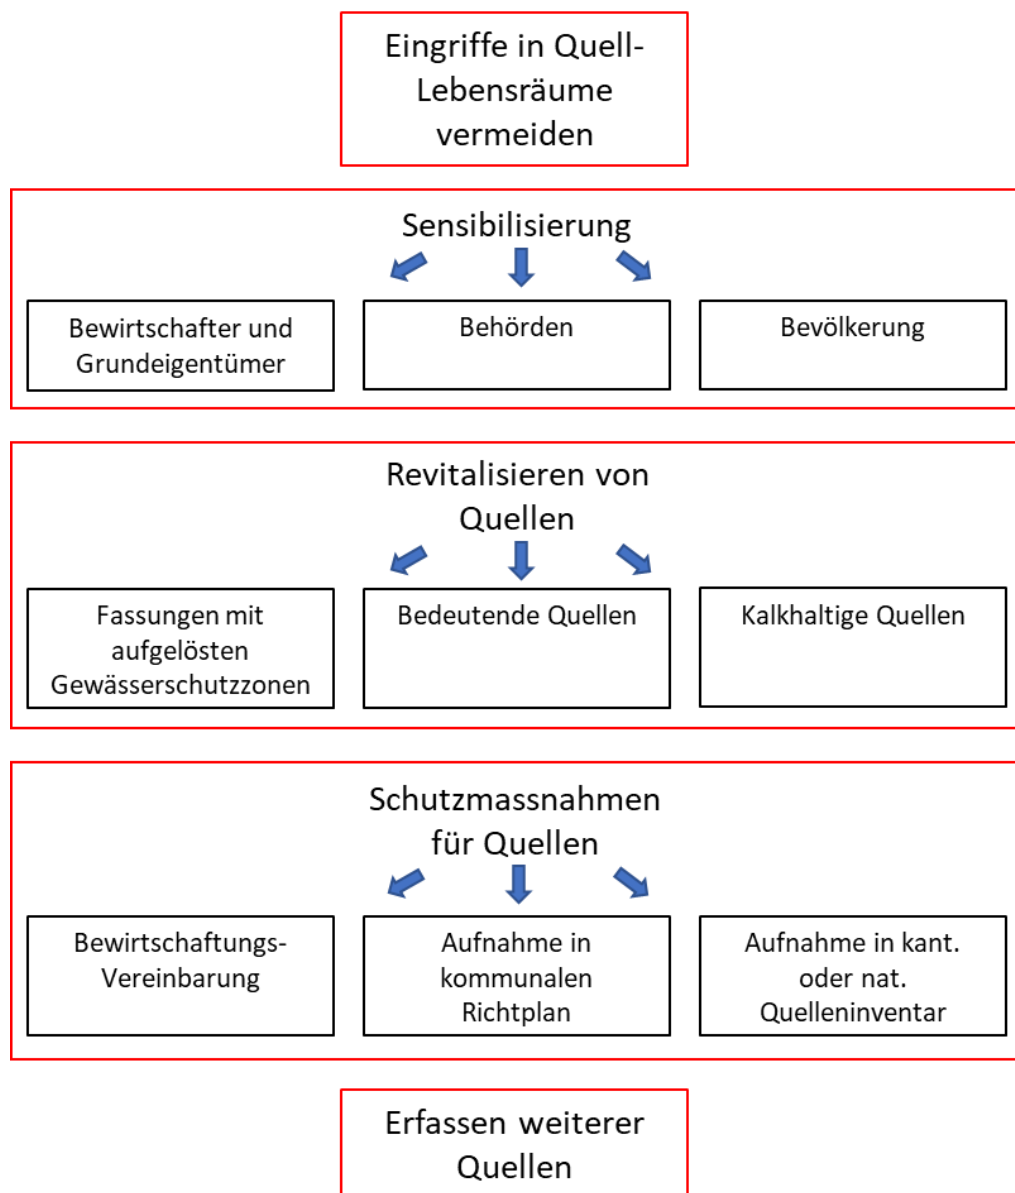 Eingriffe in Quell-
Lebensräume
vermeiden
Sensibilisierung
Bewirtschafter und
Grundeigentümer
Behörden
Bevölkerung
Revitalisieren von
Quellen
Fassungen mit
aufgelösten
Gewässerschutzzonen
Bedeutende Quellen
Kalkhaltige Quellen
Schutzmassnahmen
für Quellen
Bewirtschaftungs-
Vereinbarung
Aufnahme in
kommunalen
Richtplan
Aufnahme in kant.
oder nat.
Quelleninventar
Erfassen weiterer
Quellen